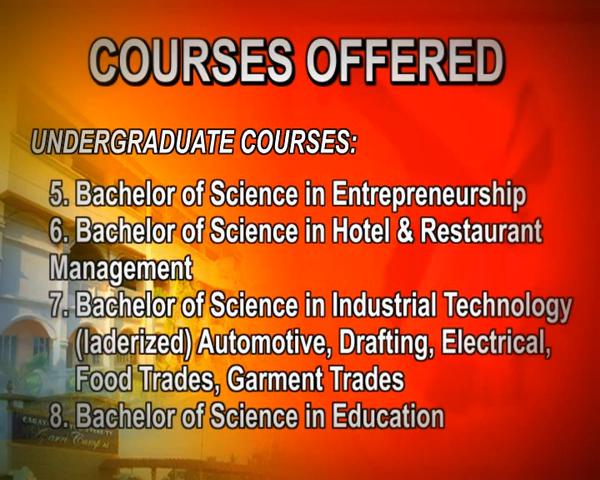 COURSES OFFERED
UNDERGRADUATE COURSES:
5. Bachelor of Science in Entrepreneurship
6. Bachelor of Science in Hotel & Restaurant
Management
7. Bachelor of Science in Industrial Technology
(laderized) Automotive, Drafting, Electrical,
Food Trades, Garment Trades
8. Bachelor of Science in Education